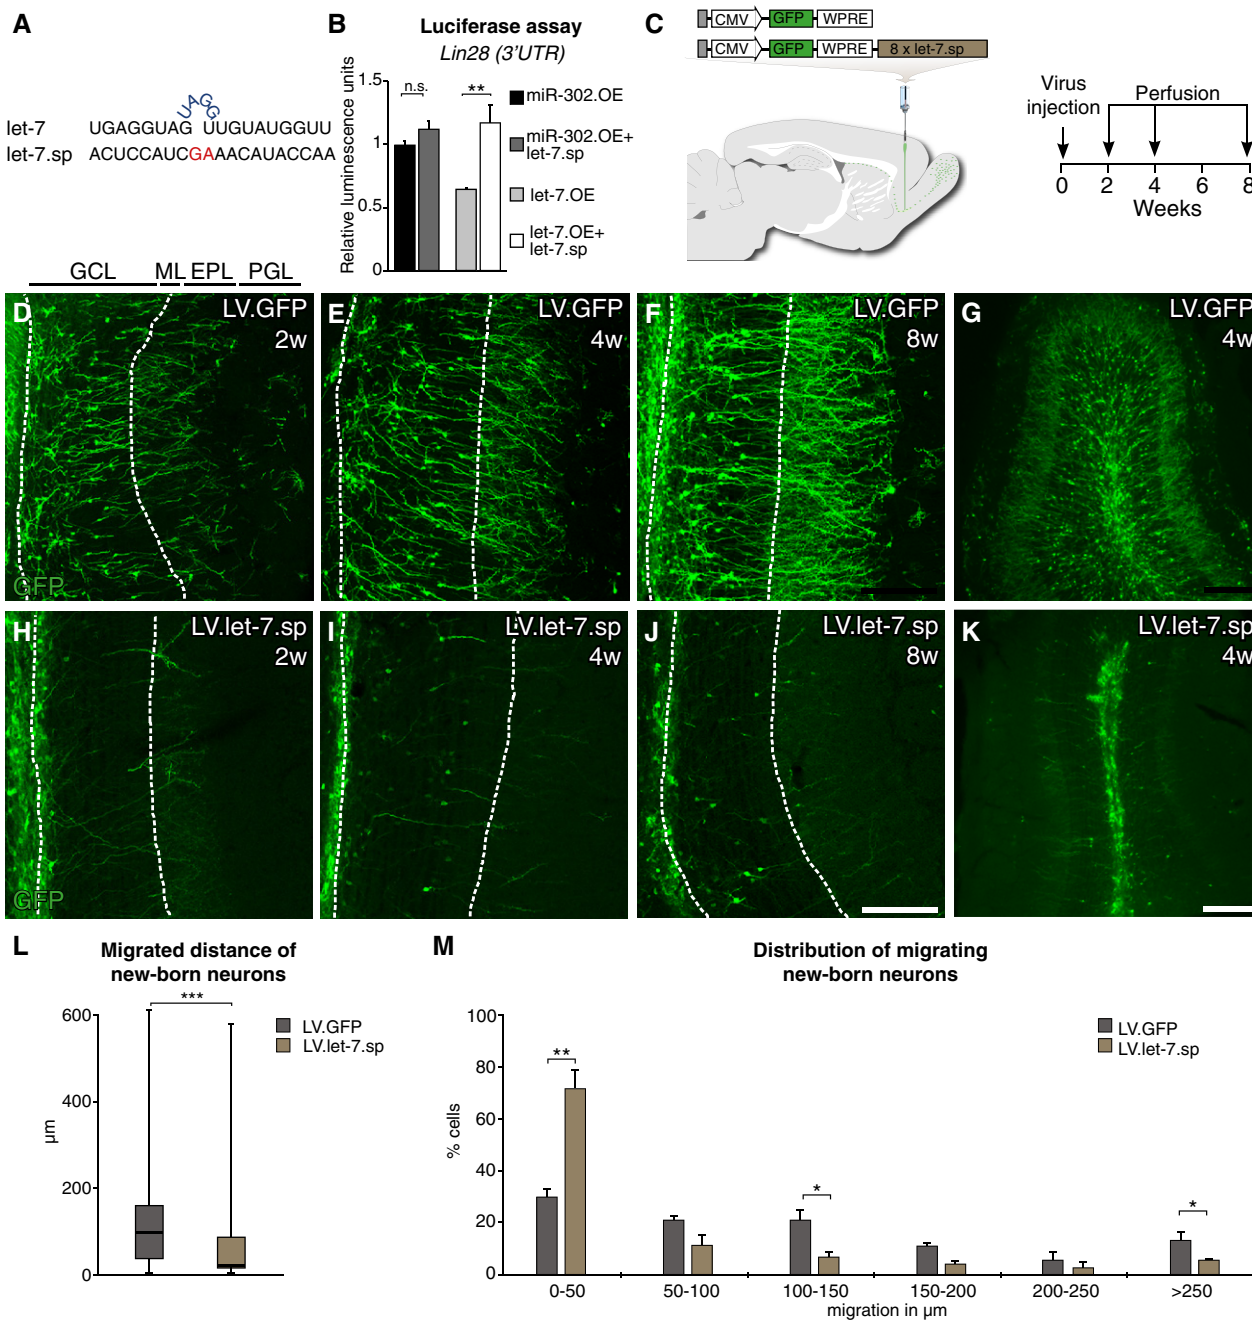 A
let-7
UGAGGUAG
UAGG
UUGUAUGGUU
let-7.sp
ACUCCAUCGAAACAUACCAA
B
Luciferase assay
Lin28 (3'UTR)
Relative luminescence units
1.5
1
0.5
0
n.s.
**
miR-302.OE
miR-302.OE+
let-7.sp
let-7.OE
let-7.OE+
let-7.sp
C
CMV
GFP
WPRE
CMV
GFP
WPRE
8 x let-7.sp
Virus
injection
Perfusion
0 2 4 6 8
Weeks
GCL ML EPL PGL
D
LV.GFP
2w
GFP
E
LV.GFP
4w
F
LV.GFP
8w
G
LV.GFP
4w
H
LV.let-7.sp
2w
GFP
I
LV.let-7.sp
4w
J
LV.let-7.sp
8w
K
LV.let-7.sp
4w
L
Migrated distance of
new-born neurons
***
µm
600
400
200
0
LV.GFP
LV.let-7.sp
M
Distribution of migrating
new-born neurons
% cells
100
80
60
40
20
0
**
*
*
LV.GFP
LV.let-7.sp
0-50 50-100 100-150 150-200 200-250 >250
migration in µm